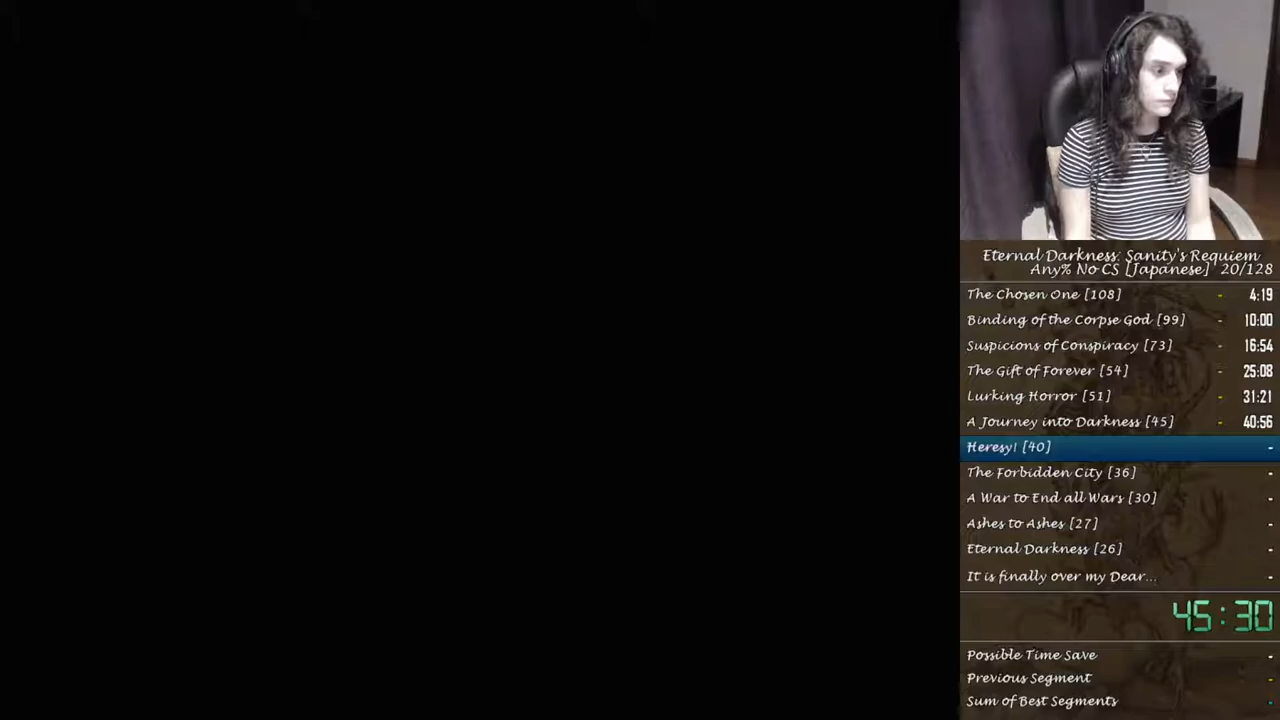 Eternal Darkness: Sanity's Requiem
Any% No CS [Japanese] 20/128
The Chosen One [108] - 4:19
Binding of the Corpse God [99] - 10:00
Suspicions of Conspiracy [73] - 16:54
The Gift of Forever [54] - 25:08
Lurking Horror [51] - 31:21
A Journey into Darkness [45] - 40:56
Heresy! [40] -
The Forbidden City [36] -
A War to End all Wars [30] -
Ashes to Ashes [27] -
Eternal Darkness [26] -
It is finally over my Dear... -
45:30
Possible Time Save -
Previous Segment -
Sum of Best Segments -